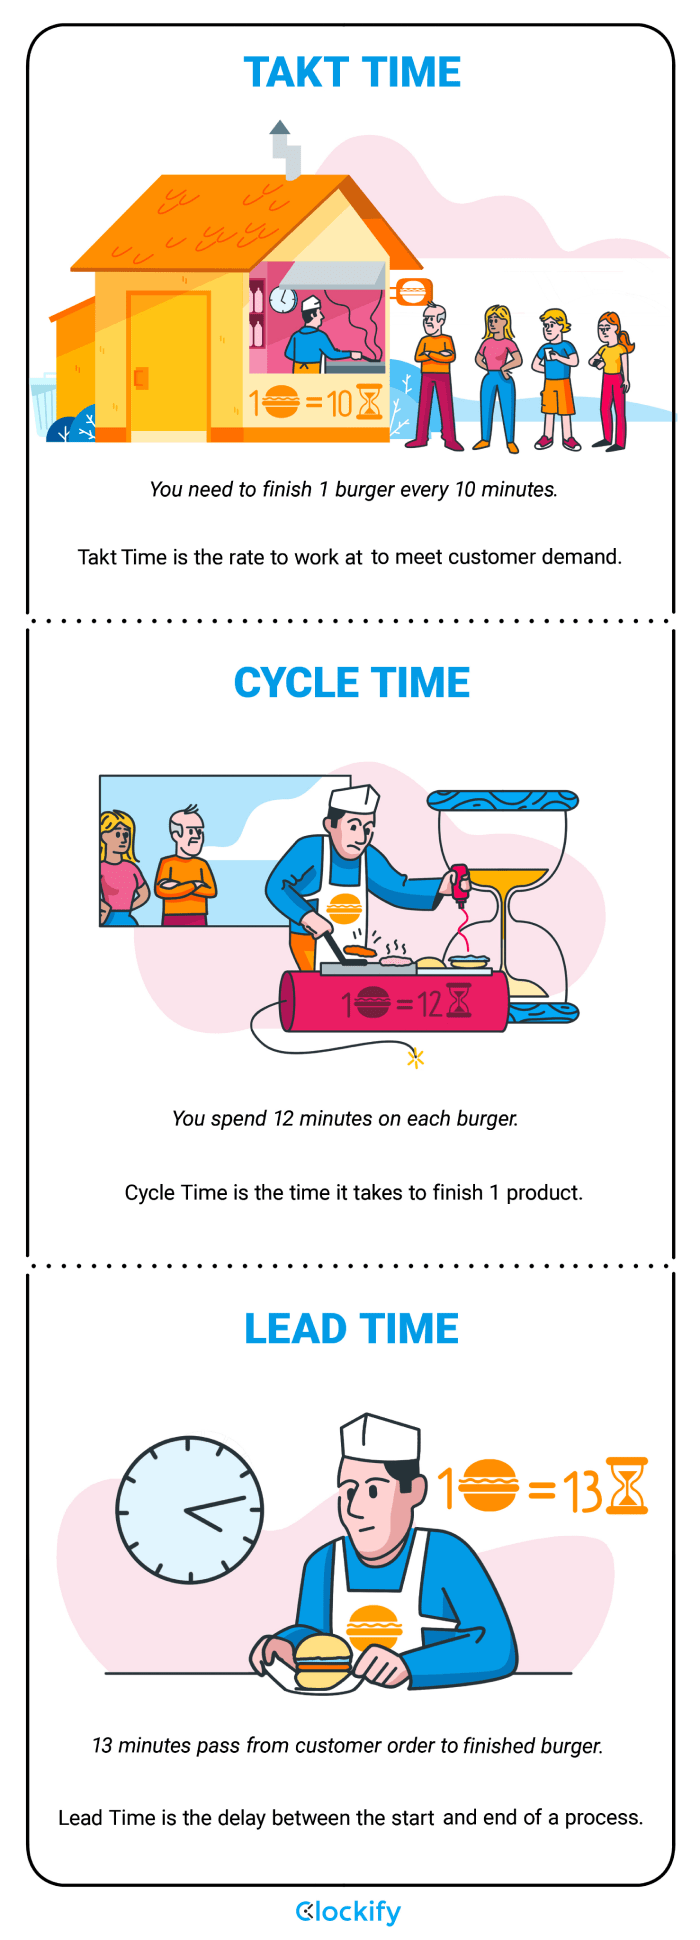 TAKT TIME
1 = 10
You need to finish 1 burger every 10 minutes.
Takt Time is the rate to work at to meet customer demand.
CYCLE TIME
1 = 12
You spend 12 minutes on each burger.
Cycle Time is the time it takes to finish 1 product.
LEAD TIME
1 = 13
13 minutes pass from customer order to finished burger.
Lead Time is the delay between the start and end of a process.
Clockify